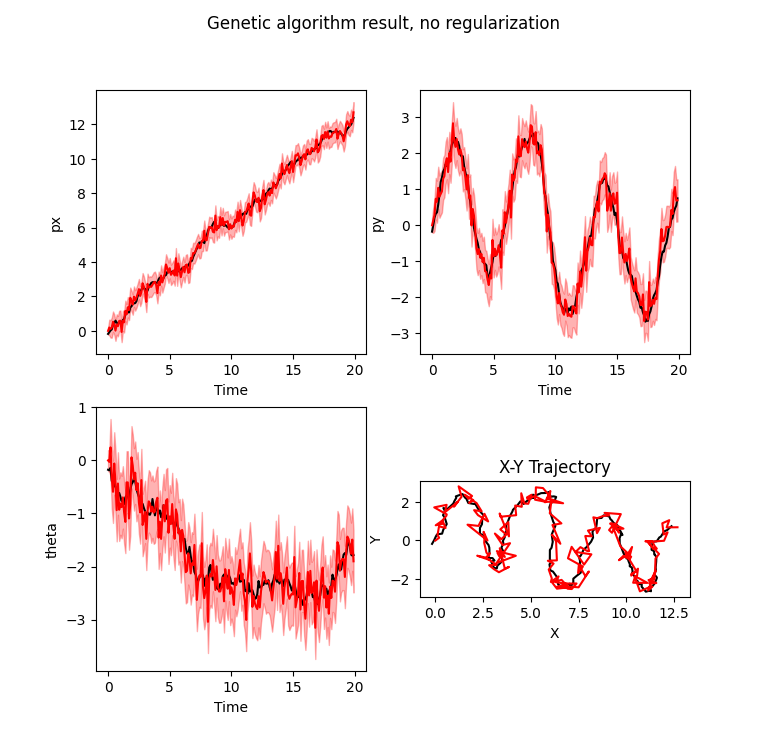 Genetic algorithm result, no regularization
px
12
10
8
6
4
2
0
0 5 10 15 20
Time
py
3
2
1
0
−1
−2
−3
0 5 10 15 20
Time
theta
1
0
−1
−2
−3
0 5 10 15 20
Time
X-Y Trajectory
Y
2
0
−2
0.0 2.5 5.0 7.5 10.0 12.5
X